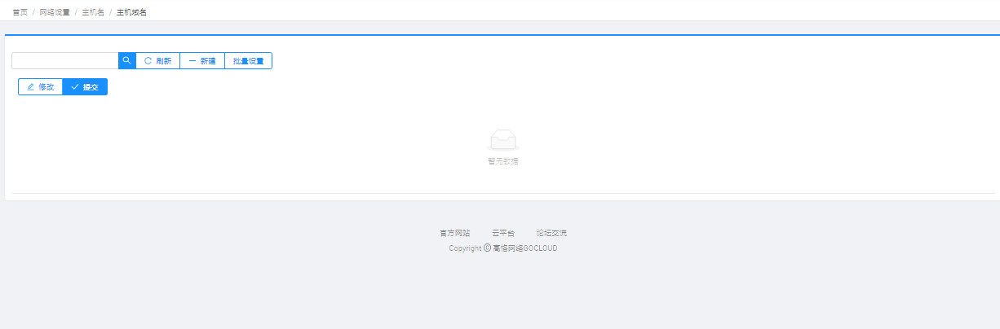 首页 / 网络设置 / 主机名 / 主机域名
刷新 新建 批量设置
修改 提交
暂无数据
官方网站 云平台 论坛交流
Copyright © 高恪网络GOCLOUD